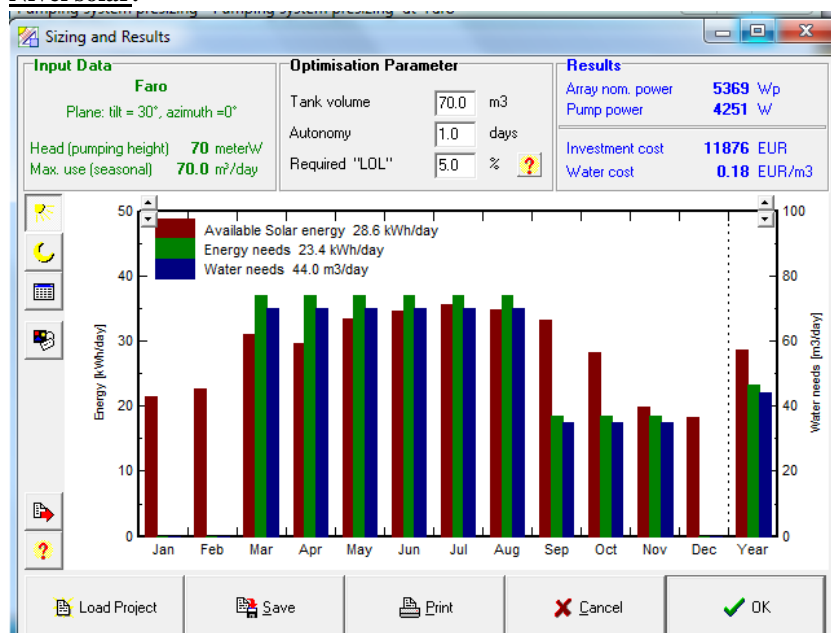 Sizing and Results
Input Data
Faro
Plane: tilt = 30°, azimuth =0°
Head (pumping height) 70 meterW
Max. use (seasonal) 70.0 m³/day
Optimisation Parameter
Tank volume 70.0 m3
Autonomy 1.0 days
Required "LOL" 5.0 % ?
Results
Array nom. power 5369 Wp
Pump power 4251 W
Investment cost 11876 EUR
Water cost 0.18 EUR/m3
Available Solar energy 28.6 kWh/day
Energy needs 23.4 kWh/day
Water needs 44.0 m3/day
Energy [kWh/day]
50
40
30
20
10
0
Water needs [m3/day]
100
80
60
40
20
0
Jan Feb Mar Apr May Jun Jul Aug Sep Oct Nov Dec Year
?
Load Project Save Print Cancel OK